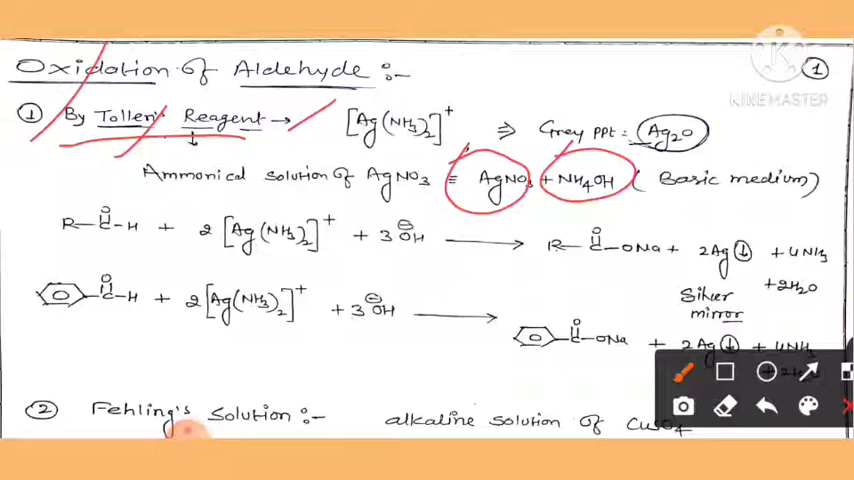 Oxidation of Aldehyde :-
1
KINEMASTER
① By Tollen's Reagent → [Ag(NH3)2]+ ⇒ Grey ppt = Ag2O
Ammonical solution of AgNO3 = AgNO3 + NH4OH ( Basic medium)
R-C(=O)-H + 2[Ag(NH3)2]+ + 3OH⊖ → R-C(=O)-ONa + 2Ag↓ + 4NH3
+2H2O
Silver
mirror
C(=O)-H + 2[Ag(NH3)2]+ + 3OH⊖ → C(=O)-ONa + 2Ag↓ + 4NH3
② Fehling's solution :- alkaline solution of CuSO4